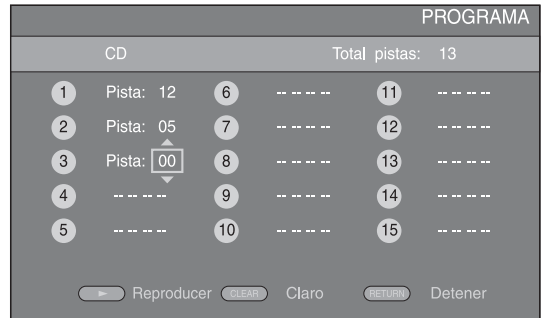 PROGRAMA
CD Total pistas: 13
1 Pista: 12 6 -- -- -- -- 11 -- -- -- --
2 Pista: 05 7 -- -- -- -- 12 -- -- -- --
3 Pista: 00 8 -- -- -- -- 13 -- -- -- --
4 -- -- -- -- 9 -- -- -- -- 14 -- -- -- --
5 -- -- -- -- 10 -- -- -- -- 15 -- -- -- --
Reproducer CLEAR Claro RETURN Detener